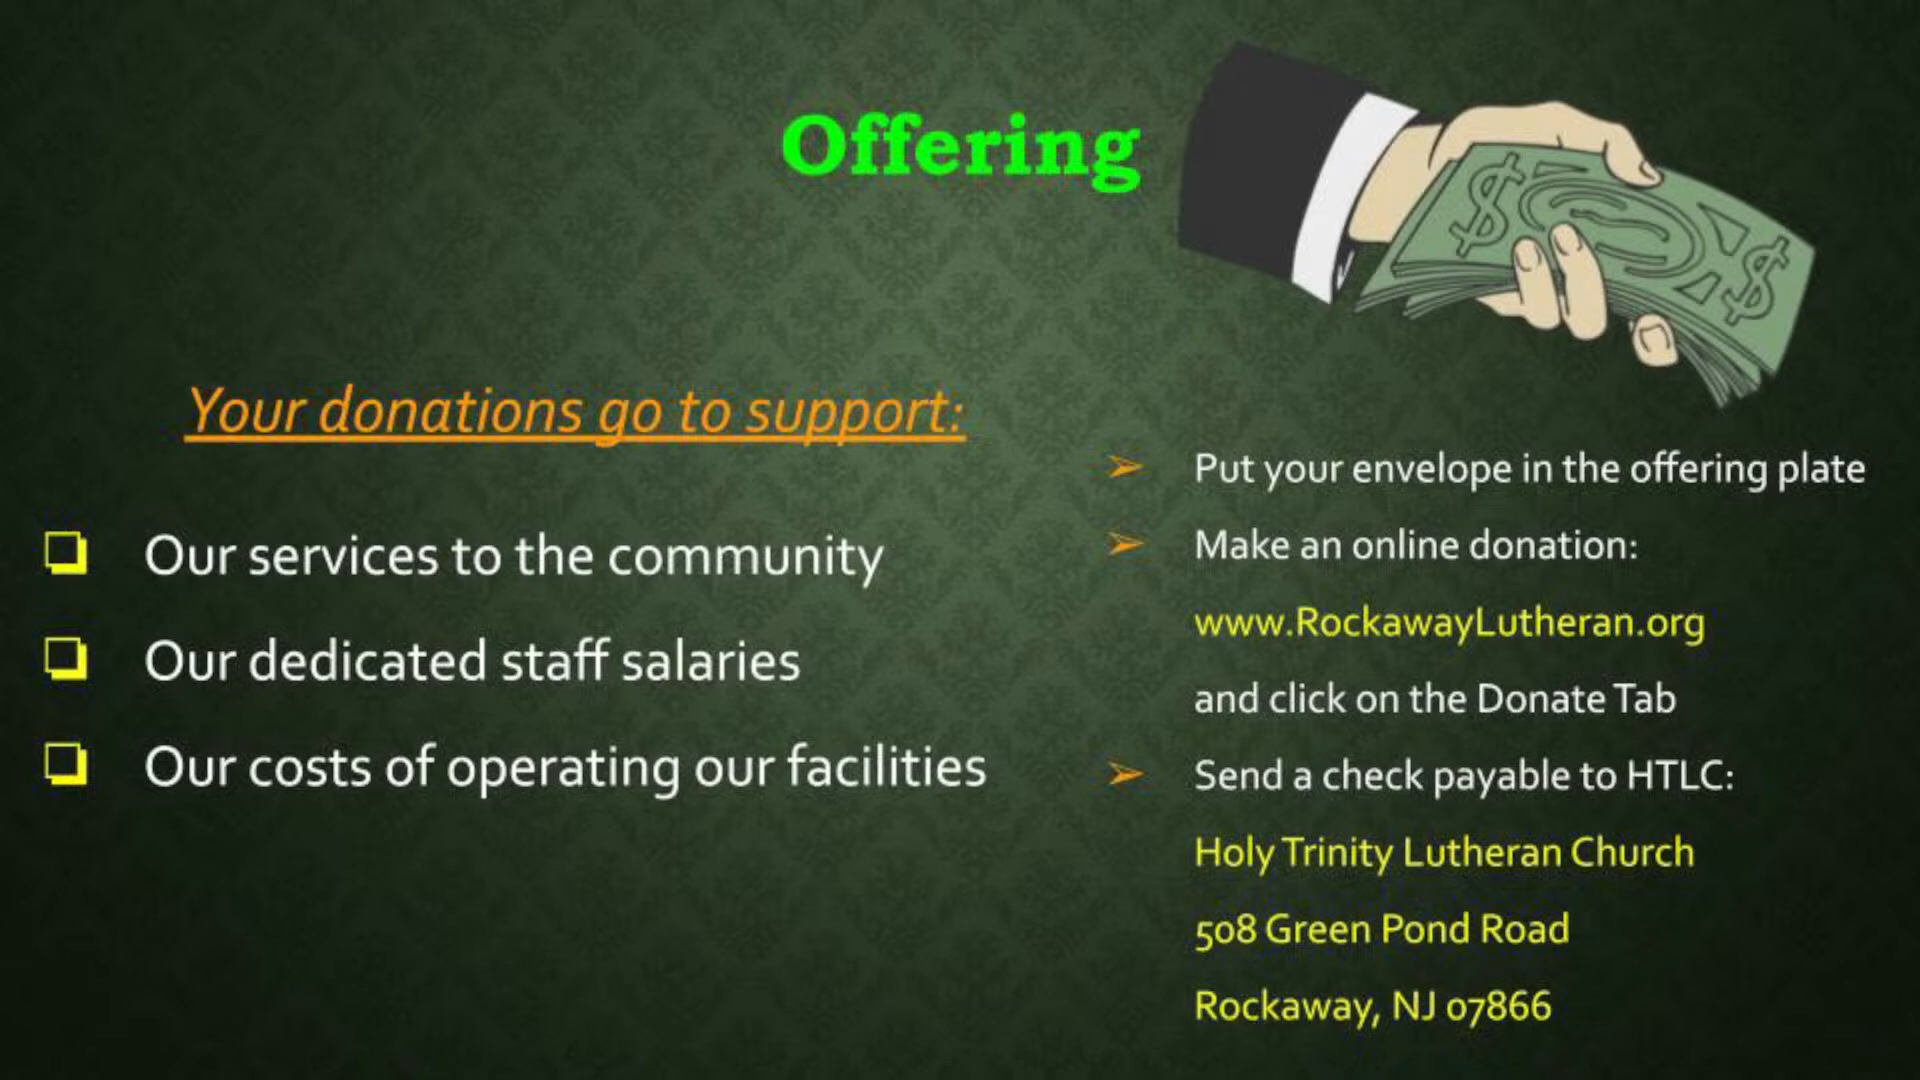 Offering
Your donations go to support:
Our services to the community
Our dedicated staff salaries
Our costs of operating our facilities
Put your envelope in the offering plate
Make an online donation:
www.RockawayLutheran.org
and click on the Donate Tab
Send a check payable to HTLC:
Holy Trinity Lutheran Church
508 Green Pond Road
Rockaway, NJ 07866